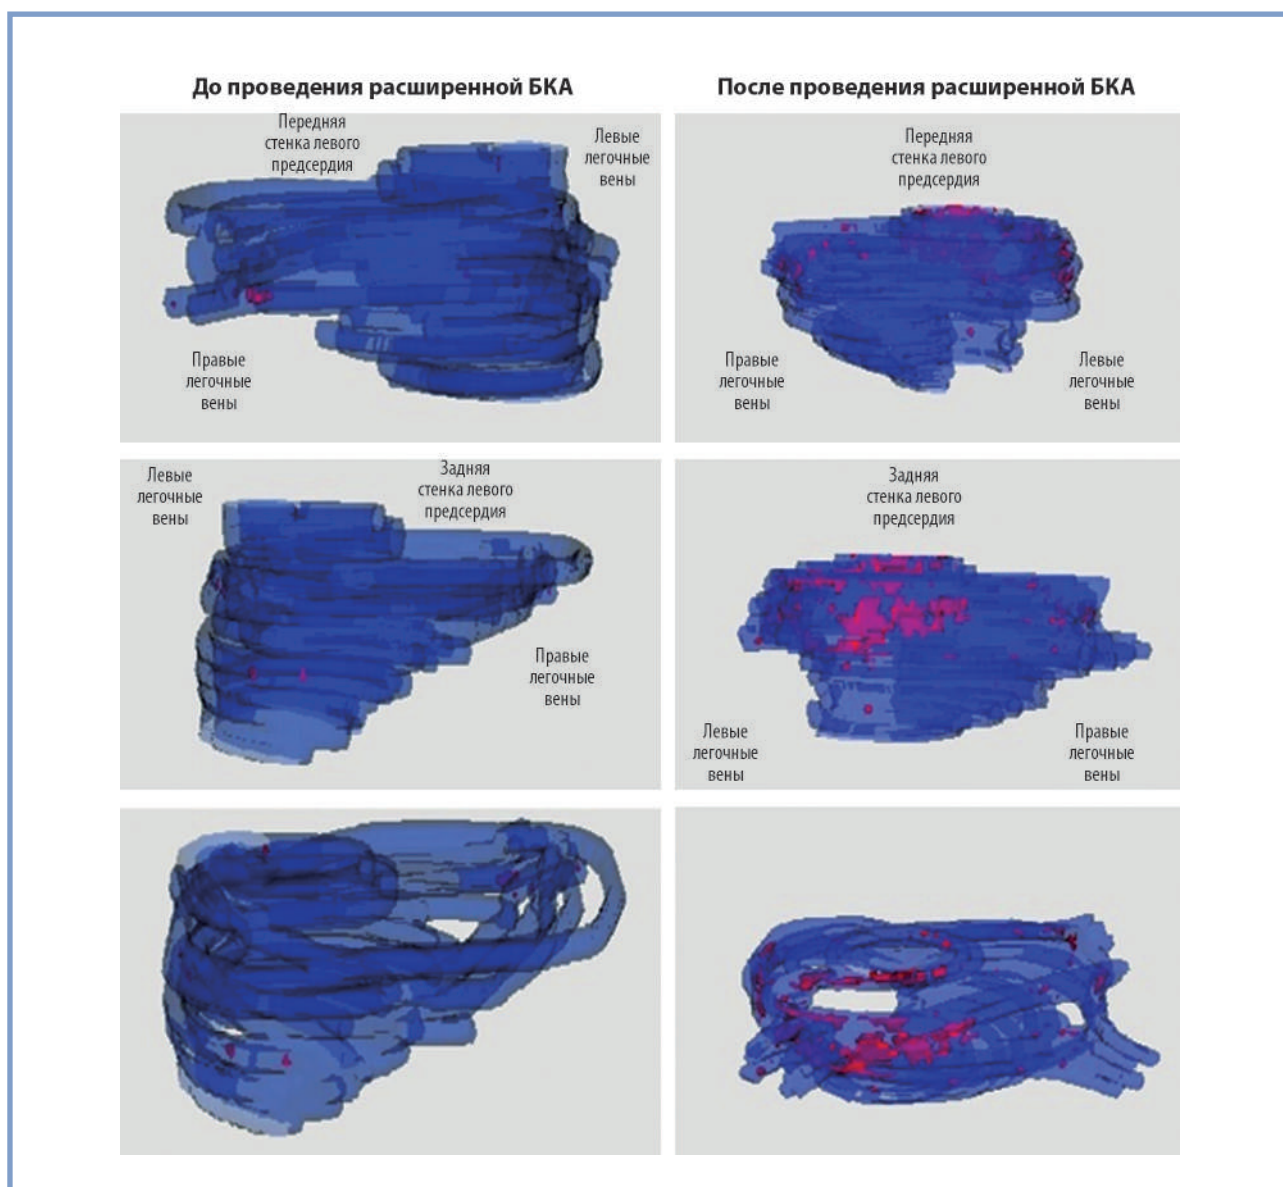 До проведения расширенной БКА
После проведения расширенной БКА
Передняя
стенка левого
предсердия
Левые
легочные
вены
Правые
легочные
вены
Передняя
стенка левого
предсердия
Правые
легочные
вены
Левые
легочные
вены
Левые
легочные
вены
Задняя
стенка левого
предсердия
Правые
легочные
вены
Задняя
стенка левого
предсердия
Левые
легочные
вены
Правые
легочные
вены